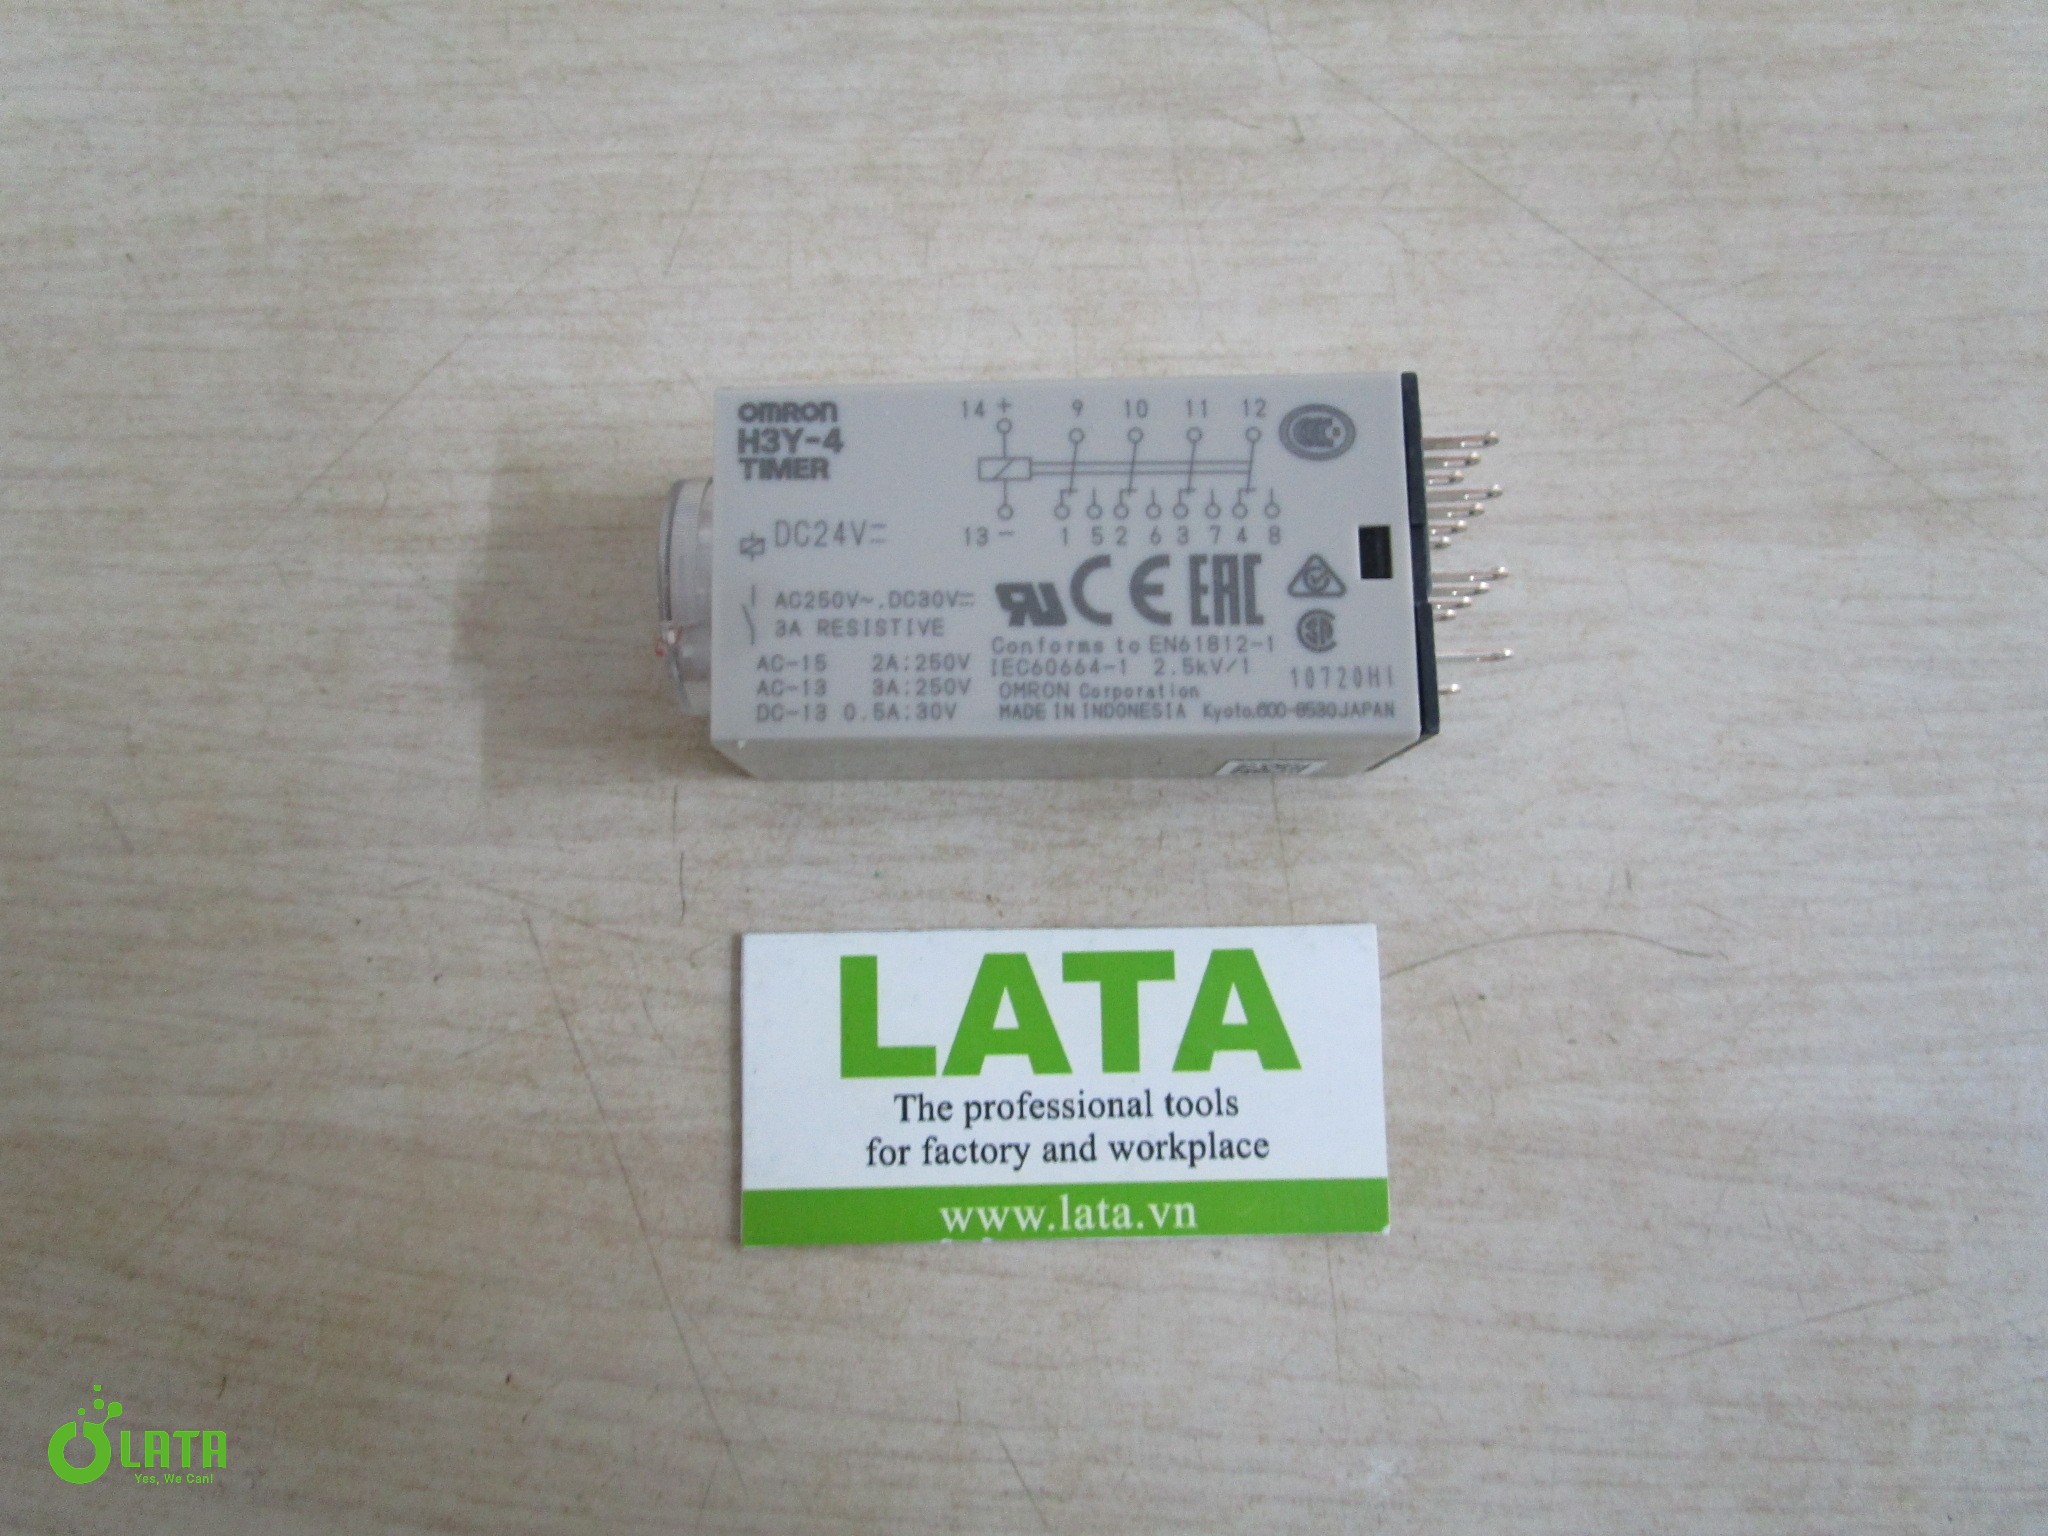 OMRON
H3Y-4
TIMER
14 + 9 10 11 12
13 - 1 5 2 6 3 7 4 8
DC24V
AC250V~.DC30V
3A RESISTIVE
AC-15 2A:250V
AC-13 3A:250V
DC-13 0.5A:30V
CE EAC
Conforms to EN61812-1
IEC60664-1 2.5kV/1
OMRON Corporation
MADE IN INDONESIA Kyoto.600-8530JAPAN
10720HI
LATA
The professional tools
for factory and workplace
www.lata.vn
LATA
Yes, We Can!